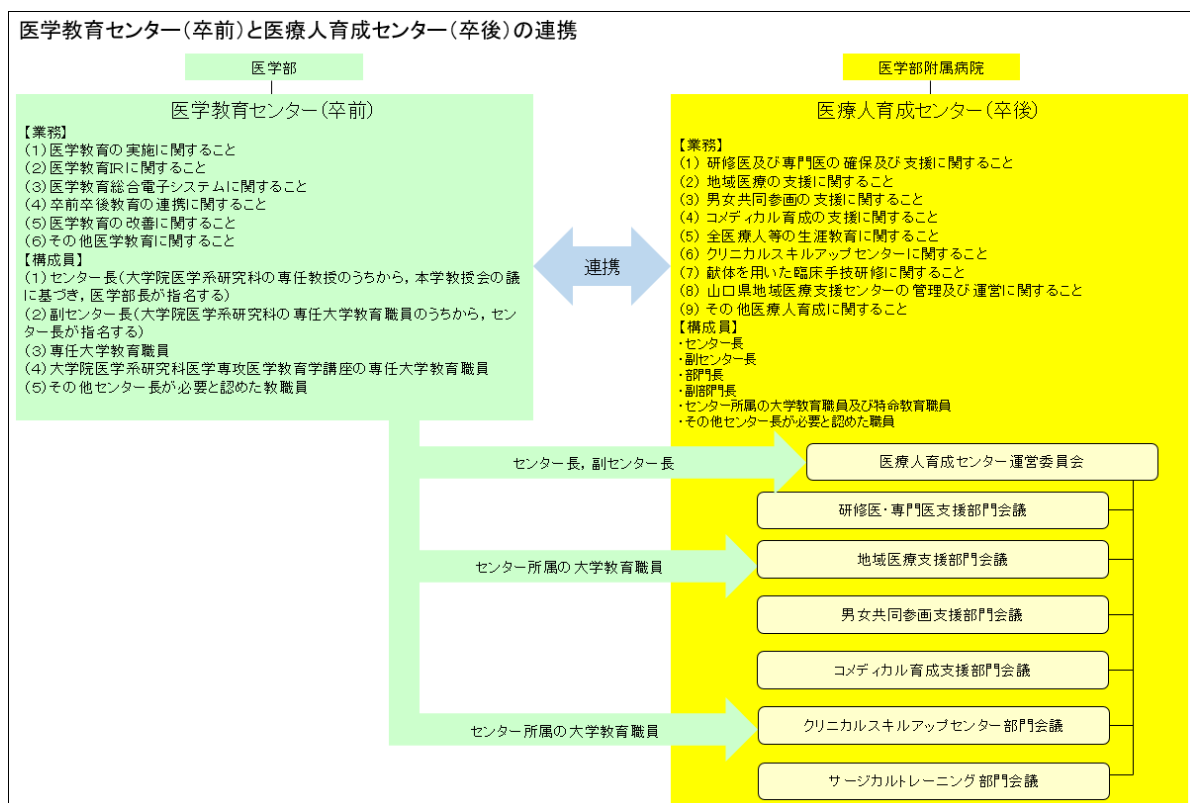 医学教育センター(卒前)と医療人育成センター(卒後)の連携
医学部
医学教育センター(卒前)
【業務】
(1)医学教育の実施に関すること
(2)医学教育IRに関すること
(3)医学教育総合電子システムに関すること
(4)卒前卒後教育の連携に関すること
(5)医学教育の改善に関すること
(6)その他医学教育に関すること
【構成員】
(1)センター長(大学院医学系研究科の専任教授のうちから,本学教授会の議
に基づき,医学部長が指名する)
(2)副センター長(大学院医学系研究科の専任大学教育職員のうちから,セン
ター長が指名する)
(3)専任大学教育職員
(4)大学院医学系研究科医学専攻医学教育学講座の専任大学教育職員
(5)その他センター長が必要と認めた教職員
連携
医学部附属病院
医療人育成センター(卒後)
【業務】
(1) 研修医及び専門医の確保及び支援に関すること
(2) 地域医療の支援に関すること
(3) 男女共同参画の支援に関すること
(4) コメディカル育成の支援に関すること
(5) 全医療人等の生涯教育に関すること
(6) クリニカルスキルアップセンターに関すること
(7) 献体を用いた臨床手技研修に関すること
(8) 山口県地域医療支援センターの管理及び運営に関すること
(9) その他医療人育成に関すること
【構成員】
・センター長
・副センター長
・部門長
・副部門長
・センター所属の大学教育職員及び特命教育職員
・その他センター長が必要と認めた職員
センター長,副センター長
医療人育成センター運営委員会
研修医・専門医支援部門会議
センター所属の大学教育職員
地域医療支援部門会議
男女共同参画支援部門会議
コメディカル育成支援部門会議
センター所属の大学教育職員
クリニカルスキルアップセンター部門会議
サージカルトレーニング部門会議